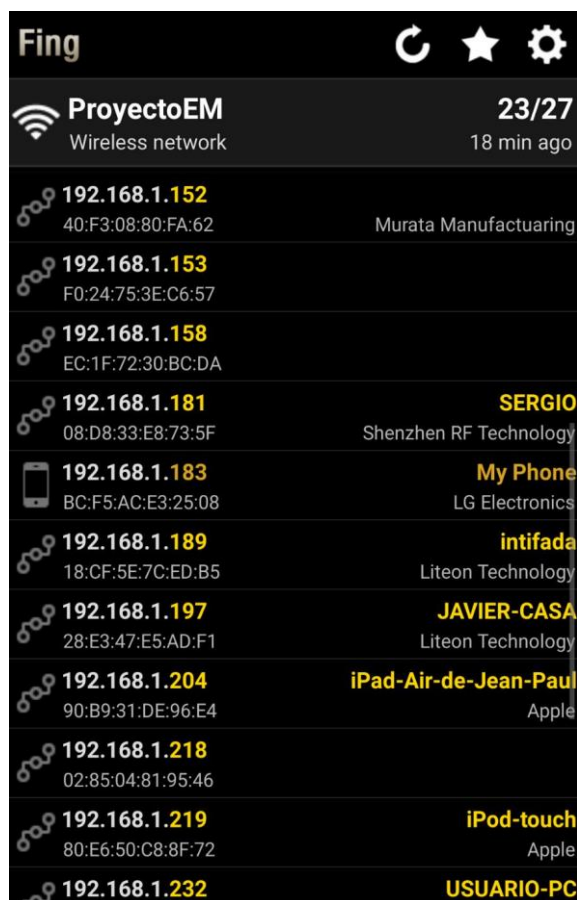 Fing
ProyectoEM 23/27
Wireless network 18 min ago
192.168.1.152
40:F3:08:80:FA:62 Murata Manufactuaring
192.168.1.153
F0:24:75:3E:C6:57
192.168.1.158
EC:1F:72:30:BC:DA
192.168.1.181 SERGIO
08:D8:33:E8:73:5F Shenzhen RF Technology
192.168.1.183 My Phone
BC:F5:AC:E3:25:08 LG Electronics
192.168.1.189 intifada
18:CF:5E:7C:ED:B5 Liteon Technology
192.168.1.197 JAVIER-CASA
28:E3:47:E5:AD:F1 Liteon Technology
192.168.1.204 iPad-Air-de-Jean-Paul
90:B9:31:DE:96:E4 Apple
192.168.1.218
02:85:04:81:95:46
192.168.1.219 iPod-touch
80:E6:50:C8:8F:72 Apple
192.168.1.232 USUARIO-PC